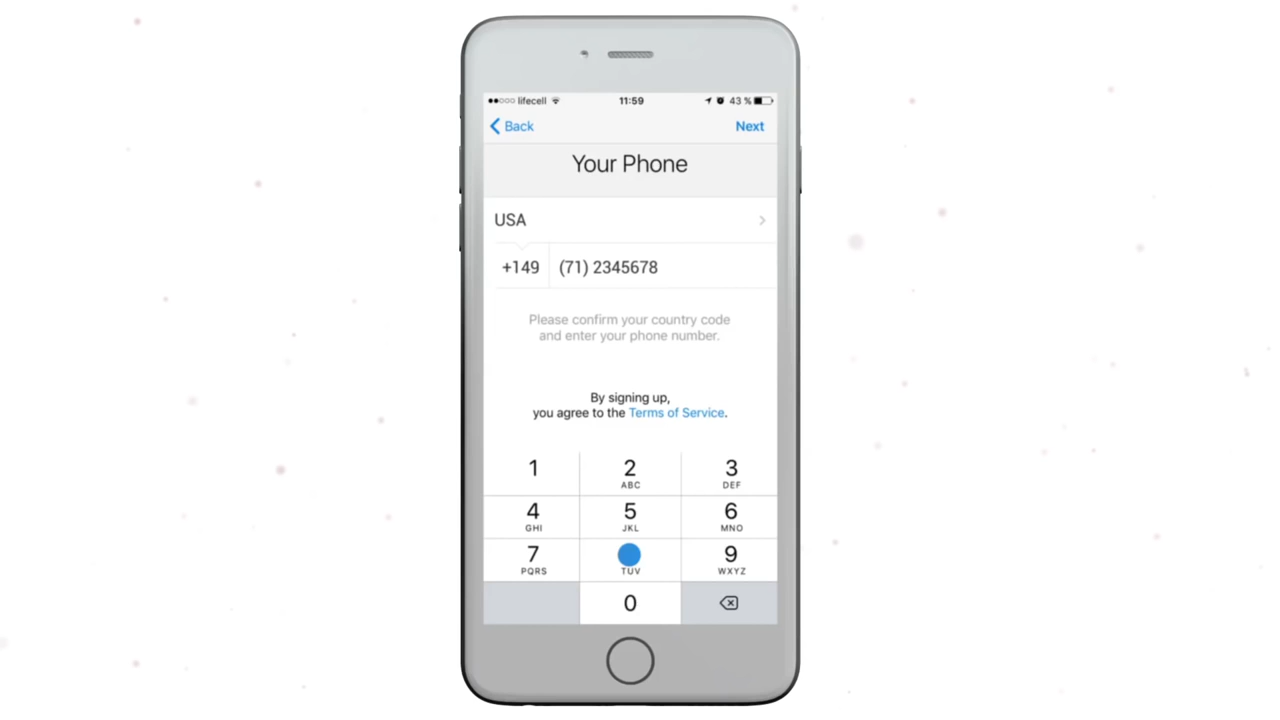 lifecell 11:59 43 %
Back Next
Your Phone
USA
+149 (71) 2345678
Please confirm your country code
and enter your phone number.
By signing up,
you agree to the Terms of Service.
1 2 3
ABC DEF
4 5 6
GHI JKL MNO
7 9
PQRS TUV WXYZ
0